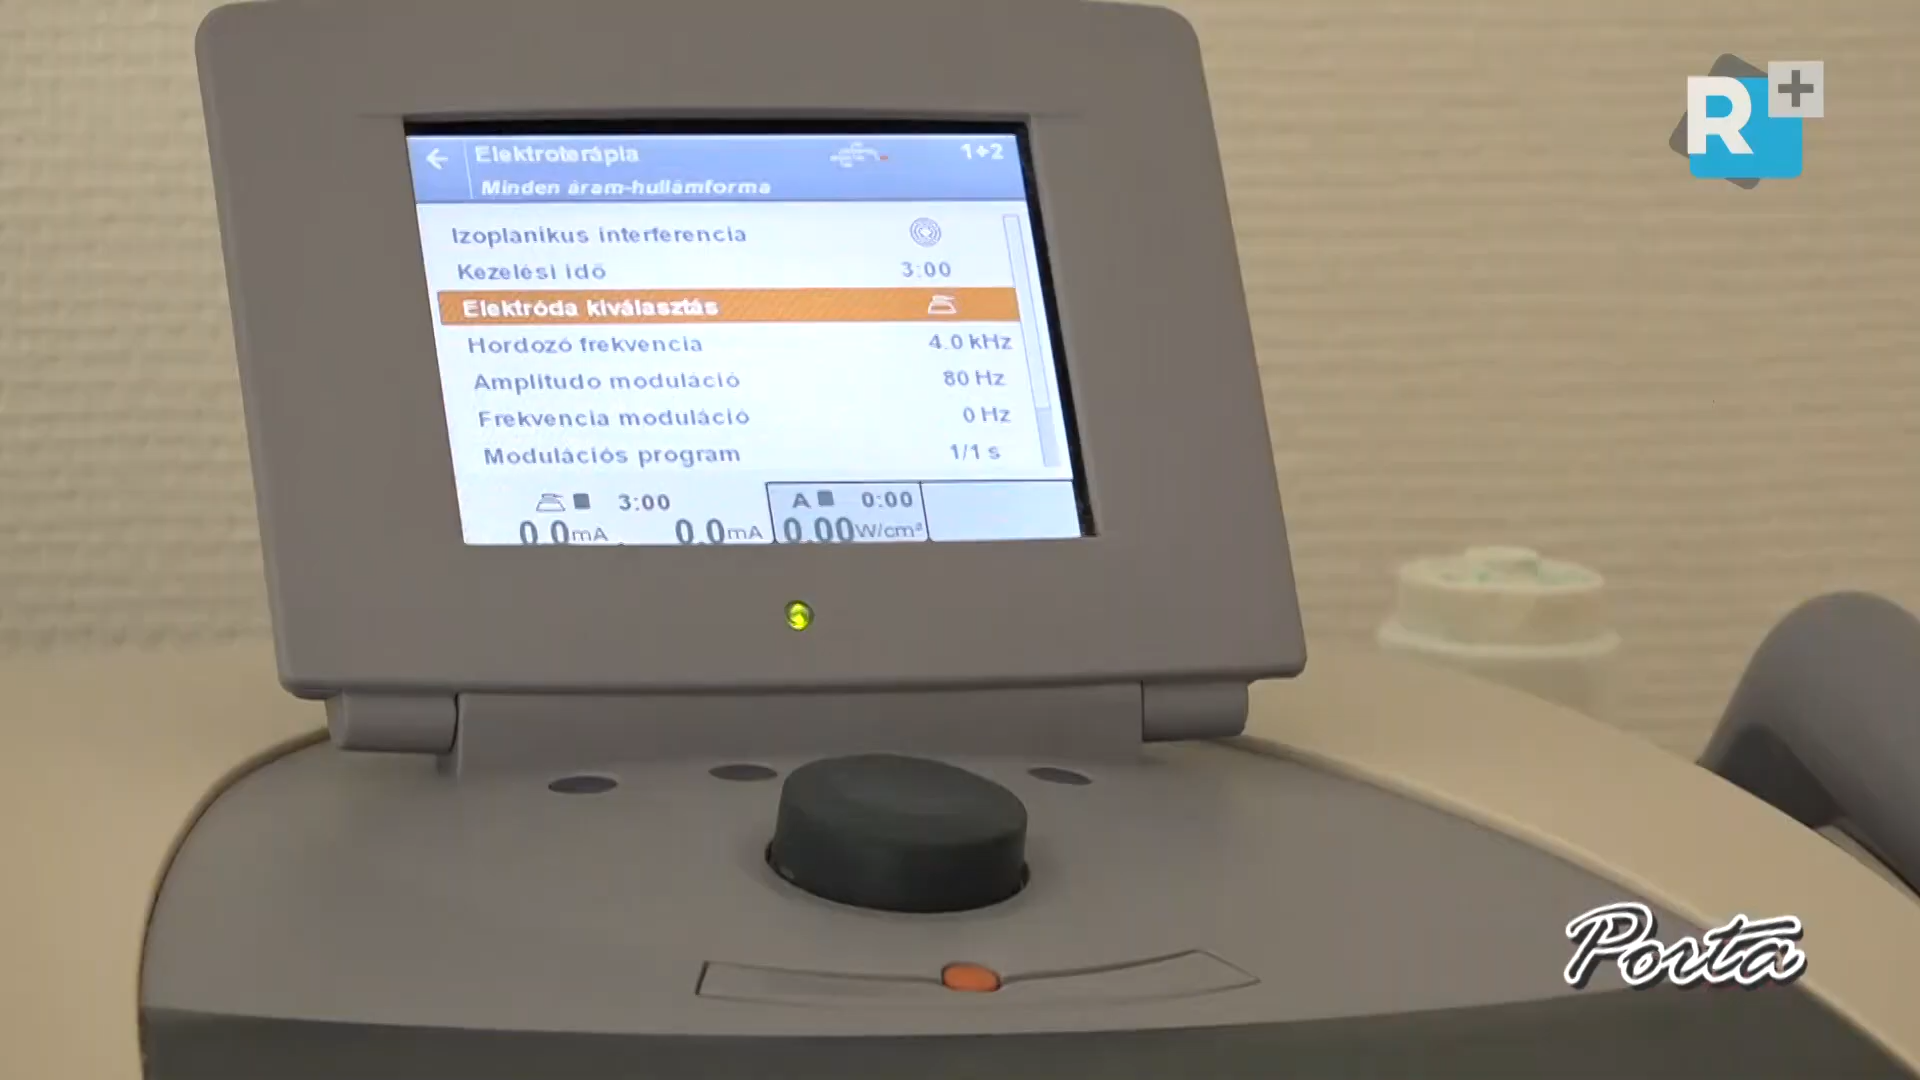 R+
Elektroterápia 1+2
Minden áram-hullámforma
Izoplanikus interferencia
Kezelési idő 3:00
Elektróda kiválasztás
Hordozó frekvencia 4.0 kHz
Amplitudo moduláció 80 Hz
Frekvencia moduláció 0 Hz
Modulációs program 1/1 s
3:00 A 0:00
0.0mA 0.0mA 0.00W/cm²
Porta